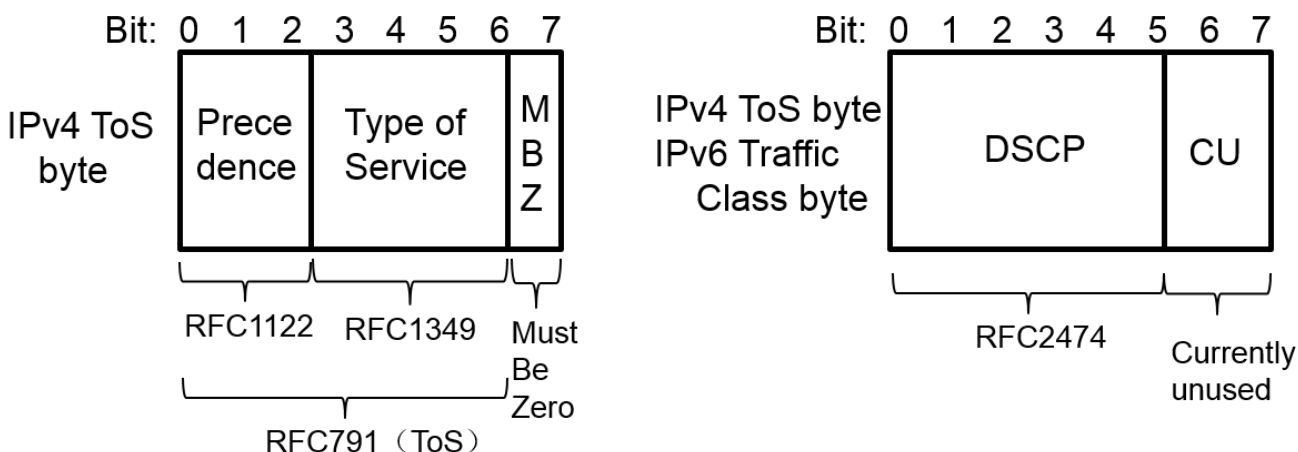 Bit: 0 1 2 3 4 5 6 7
IPv4 ToS
byte
Prece
dence
Type of
Service
M
B
Z
RFC1122
RFC1349
Must
Be
Zero
RFC791（ToS）
Bit: 0 1 2 3 4 5 6 7
IPv4 ToS byte
IPv6 Traffic
Class byte
DSCP
CU
RFC2474
Currently
unused